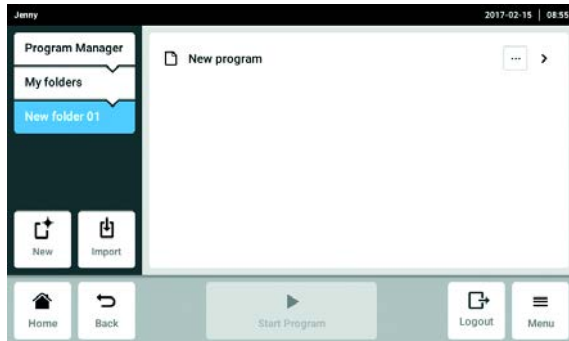 Jenny
2017-02-15 | 08:55
Program Manager
My folders
New folder 01
New program
...
New
Import
Home
Back
Start Program
Logout
Menu